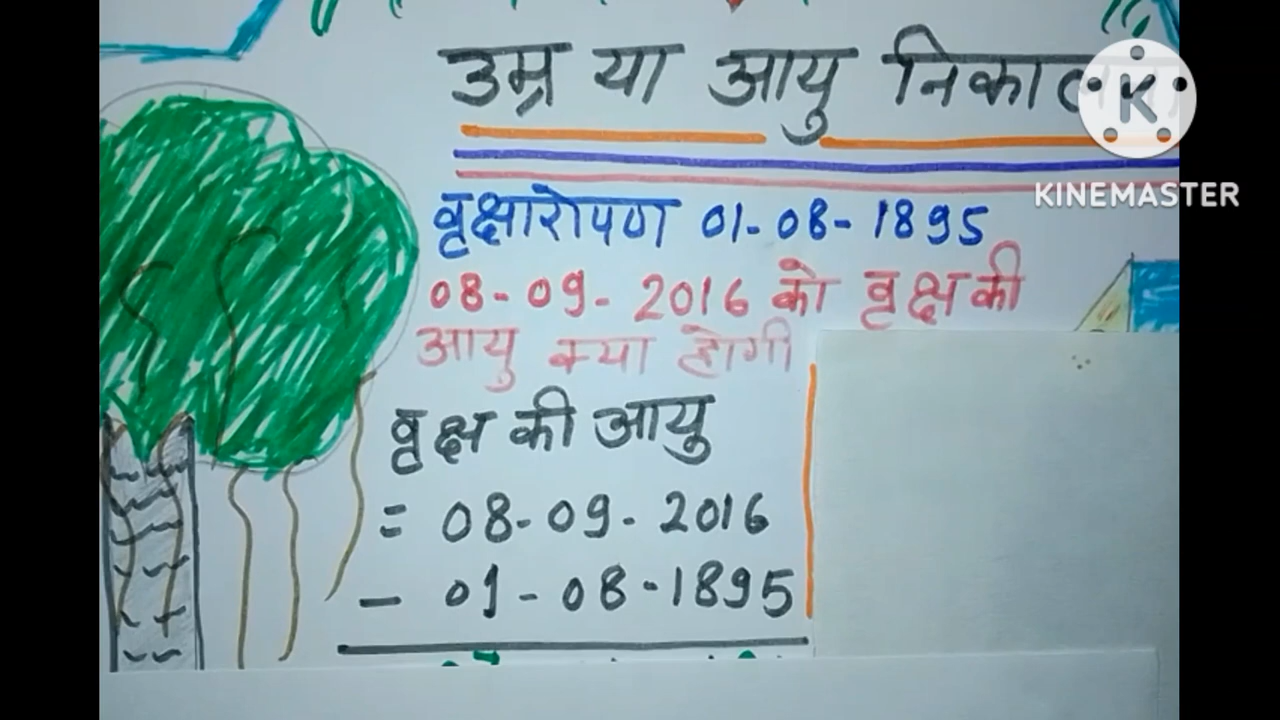 उम्र या आयु
वृक्षारोपण 01-08-1895
08-09-2016 को वृक्ष की
आयु क्या होगी
वृक्ष की आयु
= 08-09-2016
- 01-08-1895
KINEMASTER